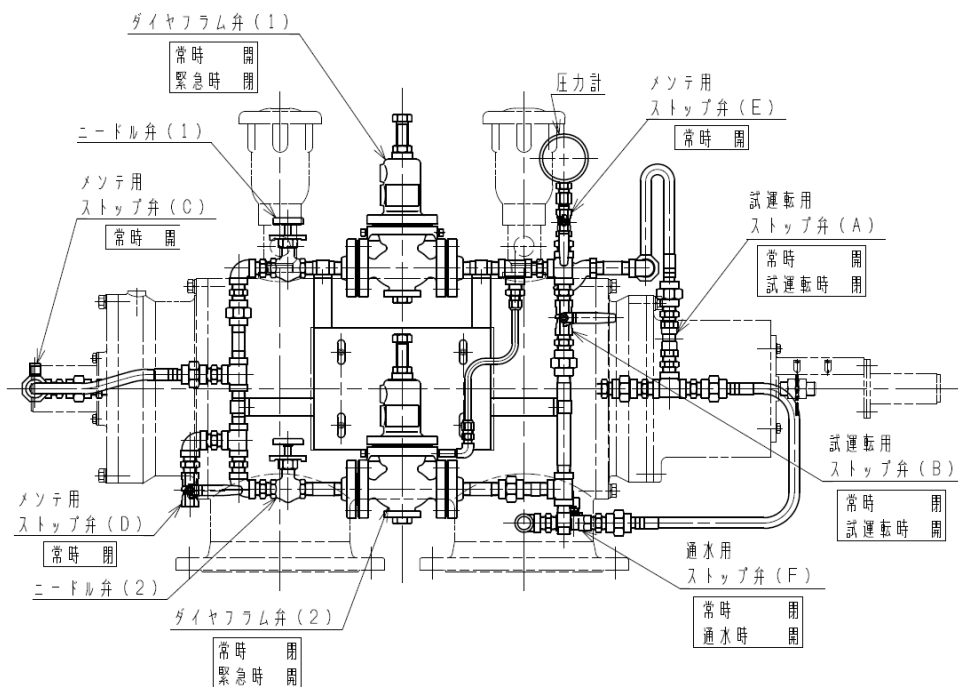 ダイヤフラム弁(1)
常時 開
緊急時 閉
ニードル弁(1)
メンテ用
ストップ弁(C)
常時 開
圧力計
メンテ用
ストップ弁(E)
常時 開
試運転用
ストップ弁(A)
常時 開
試運転時 閉
試運転用
ストップ弁(B)
常時 閉
試運転時 開
メンテ用
ストップ弁(D)
常時 閉
ニードル弁(2)
ダイヤフラム弁(2)
常時 閉
緊急時 開
通水用
ストップ弁(F)
常時 閉
通水時 開